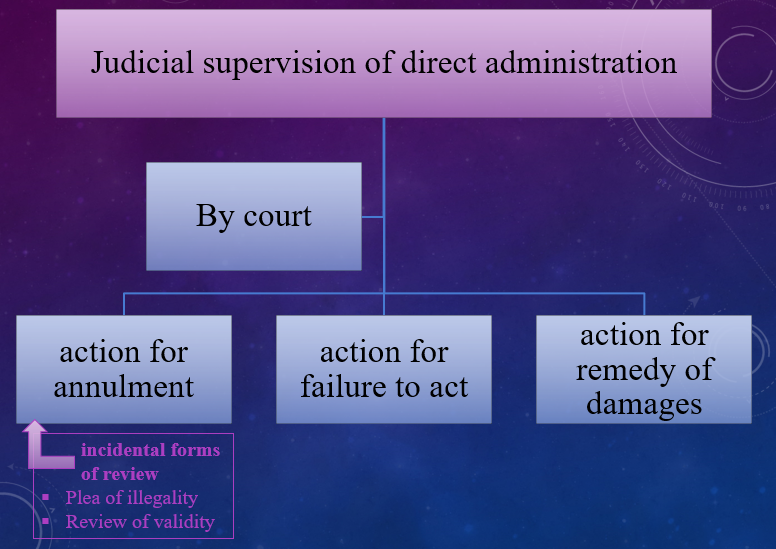 Judicial supervision of direct administration
By court
action for
annulment
action for
failure to act
action for
remedy of
damages
incidental forms
of review
▪ Plea of illegality
▪ Review of validity